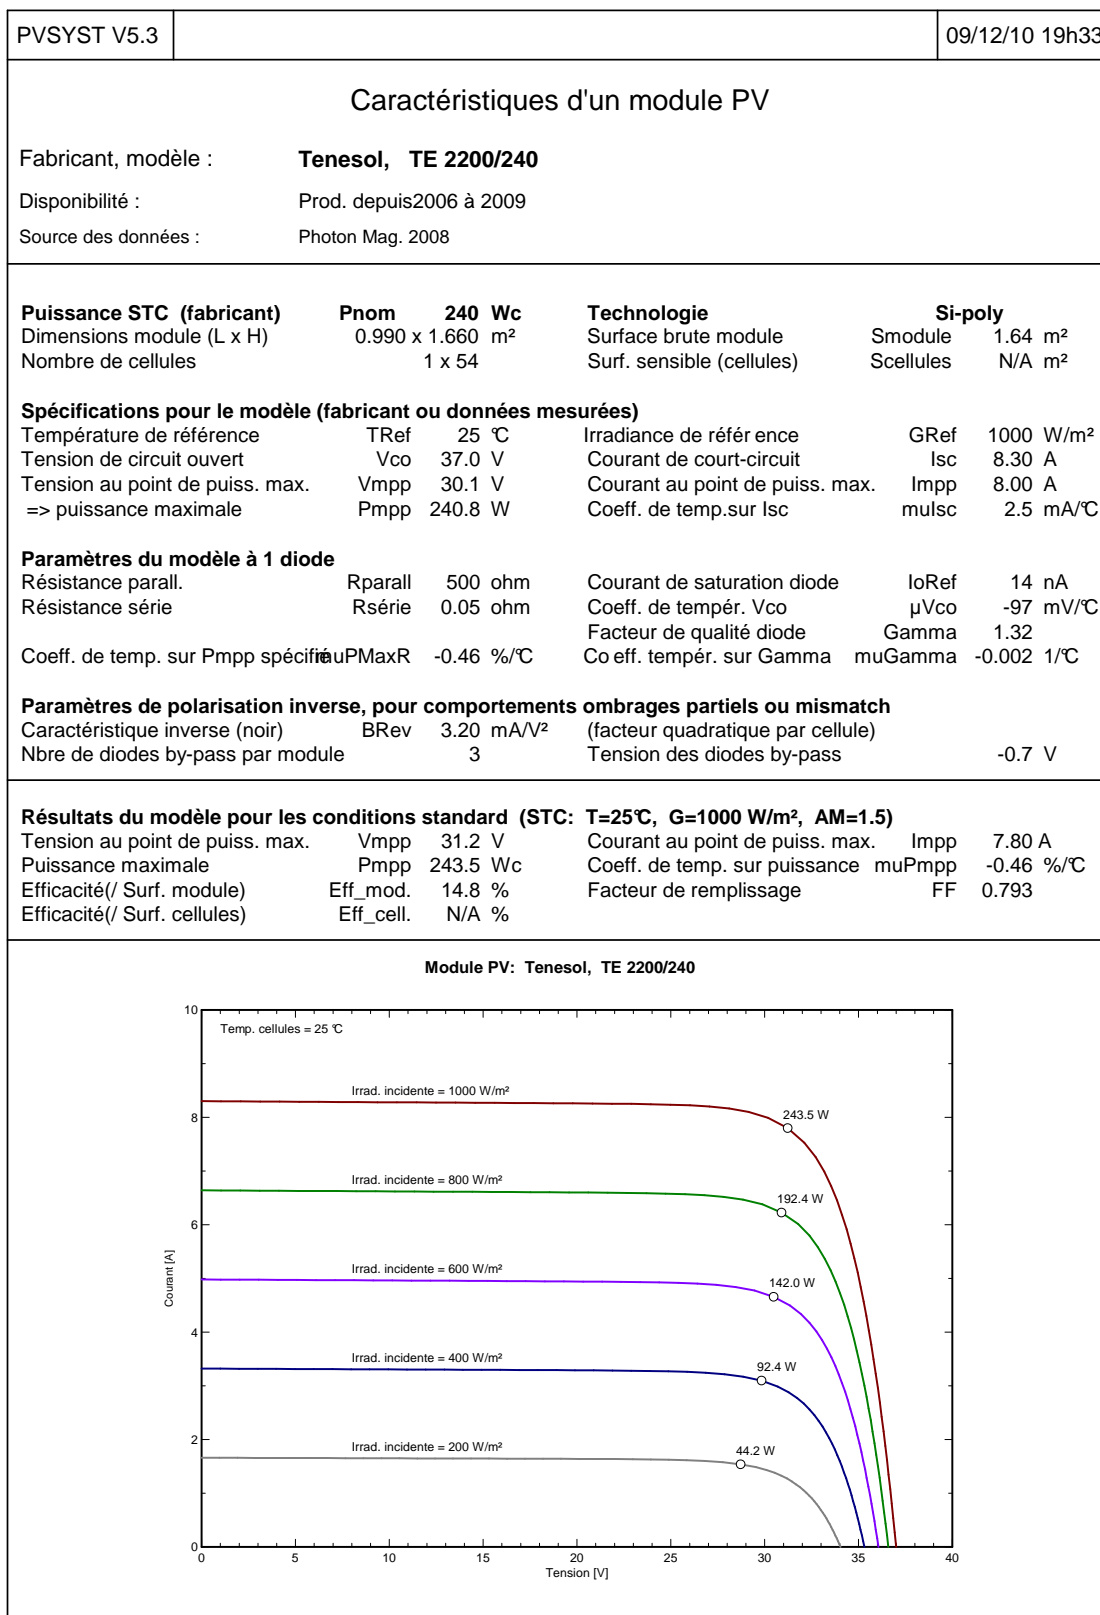 PVSYST V5.3 09/12/10 19h33
Caractéristiques d'un module PV
Fabricant, modèle : Tenesol, TE 2200/240
Disponibilité : Prod. depuis2006 à 2009
Source des données : Photon Mag. 2008
Puissance STC (fabricant) Pnom 240 Wc Technologie Si-poly
Dimensions module (L x H) 0.990 x 1.660 m² Surface brute module Smodule 1.64 m²
Nombre de cellules 1 x 54 Surf. sensible (cellules) Scellules N/A m²
Spécifications pour le modèle (fabricant ou données mesurées)
Température de référence TRef 25 °C Irradiance de référ ence GRef 1000 W/m²
Tension de circuit ouvert Vco 37.0 V Courant de court-circuit Isc 8.30 A
Tension au point de puiss. max. Vmpp 30.1 V Courant au point de puiss. max. Impp 8.00 A
=> puissance maximale Pmpp 240.8 W Coeff. de temp.sur Isc muIsc 2.5 mA/°C
Paramètres du modèle à 1 diode
Résistance parall. Rparall 500 ohm Courant de saturation diode IoRef 14 nA
Résistance série Rsérie 0.05 ohm Coeff. de tempér. Vco µVco -97 mV/°C
Facteur de qualité diode Gamma 1.32
Coeff. de temp. sur Pmpp spécifié muPMaxR -0.46 %/°C Co eff. tempér. sur Gamma muGamma -0.002 1/°C
Paramètres de polarisation inverse, pour comportements ombrages partiels ou mismatch
Caractéristique inverse (noir) BRev 3.20 mA/V² (facteur quadratique par cellule)
Nbre de diodes by-pass par module 3 Tension des diodes by-pass -0.7 V
Résultats du modèle pour les conditions standard (STC: T=25°C, G=1000 W/m², AM=1.5)
Tension au point de puiss. max. Vmpp 31.2 V Courant au point de puiss. max. Impp 7.80 A
Puissance maximale Pmpp 243.5 Wc Coeff. de temp. sur puissance muPmpp -0.46 %/°C
Efficacité(/ Surf. module) Eff_mod. 14.8 % Facteur de remplissage FF 0.793
Efficacité(/ Surf. cellules) Eff_cell. N/A %
Module PV: Tenesol, TE 2200/240
10
Temp. cellules = 25 °C
Irrad. incidente = 1000 W/m²
8
243.5 W
Irrad. incidente = 800 W/m²
192.4 W
6
Irrad. incidente = 600 W/m²
142.0 W
Courant [A]
4
Irrad. incidente = 400 W/m²
92.4 W
2
Irrad. incidente = 200 W/m²
44.2 W
0
0 5 10 15 20 25 30 35 40
Tension [V]